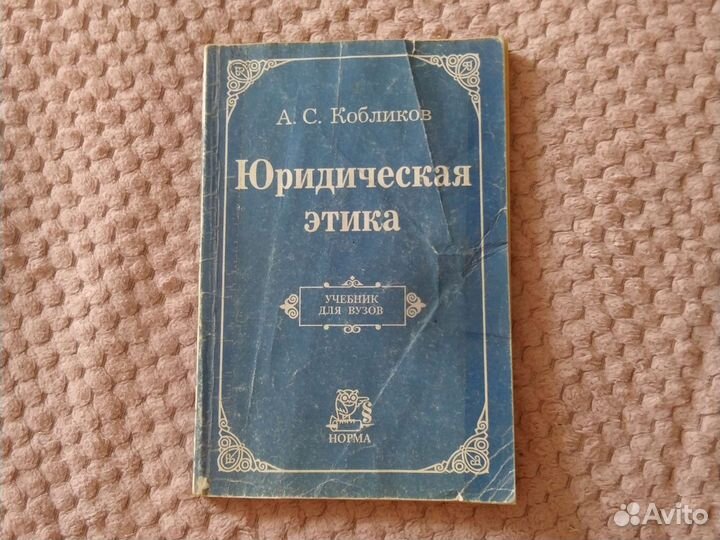 А. С. Кобликов
Юридическая
этика
УЧЕБНИК
ДЛЯ ВУЗОВ
§
НОРМА
Avito